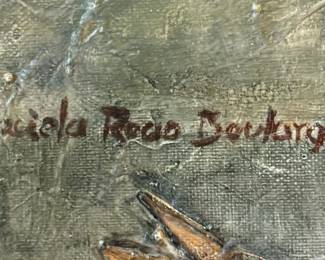 aciela Rodo Boulang